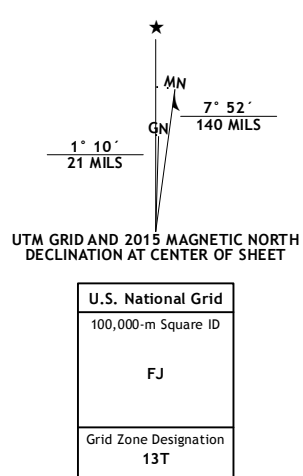 ★
MN
7° 52´
140 MILS
GN
1° 10´
21 MILS
UTM GRID AND 2015 MAGNETIC NORTH
DECLINATION AT CENTER OF SHEET
U.S. National Grid
100,000-m Square ID
FJ
Grid Zone Designation
13T